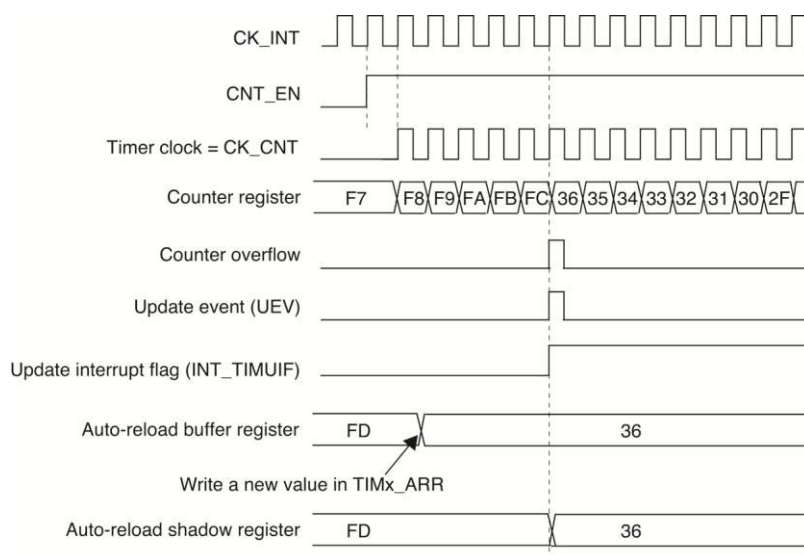 CK_INT
CNT_EN
Timer clock = CK_CNT
Counter register F7 F8 F9 FA FB FC 36 35 34 33 32 31 30 2F
Counter overflow
Update event (UEV)
Update interrupt flag (INT_TIMUIF)
Auto-reload buffer register FD 36
Write a new value in TIMx_ARR
Auto-reload shadow register FD 36